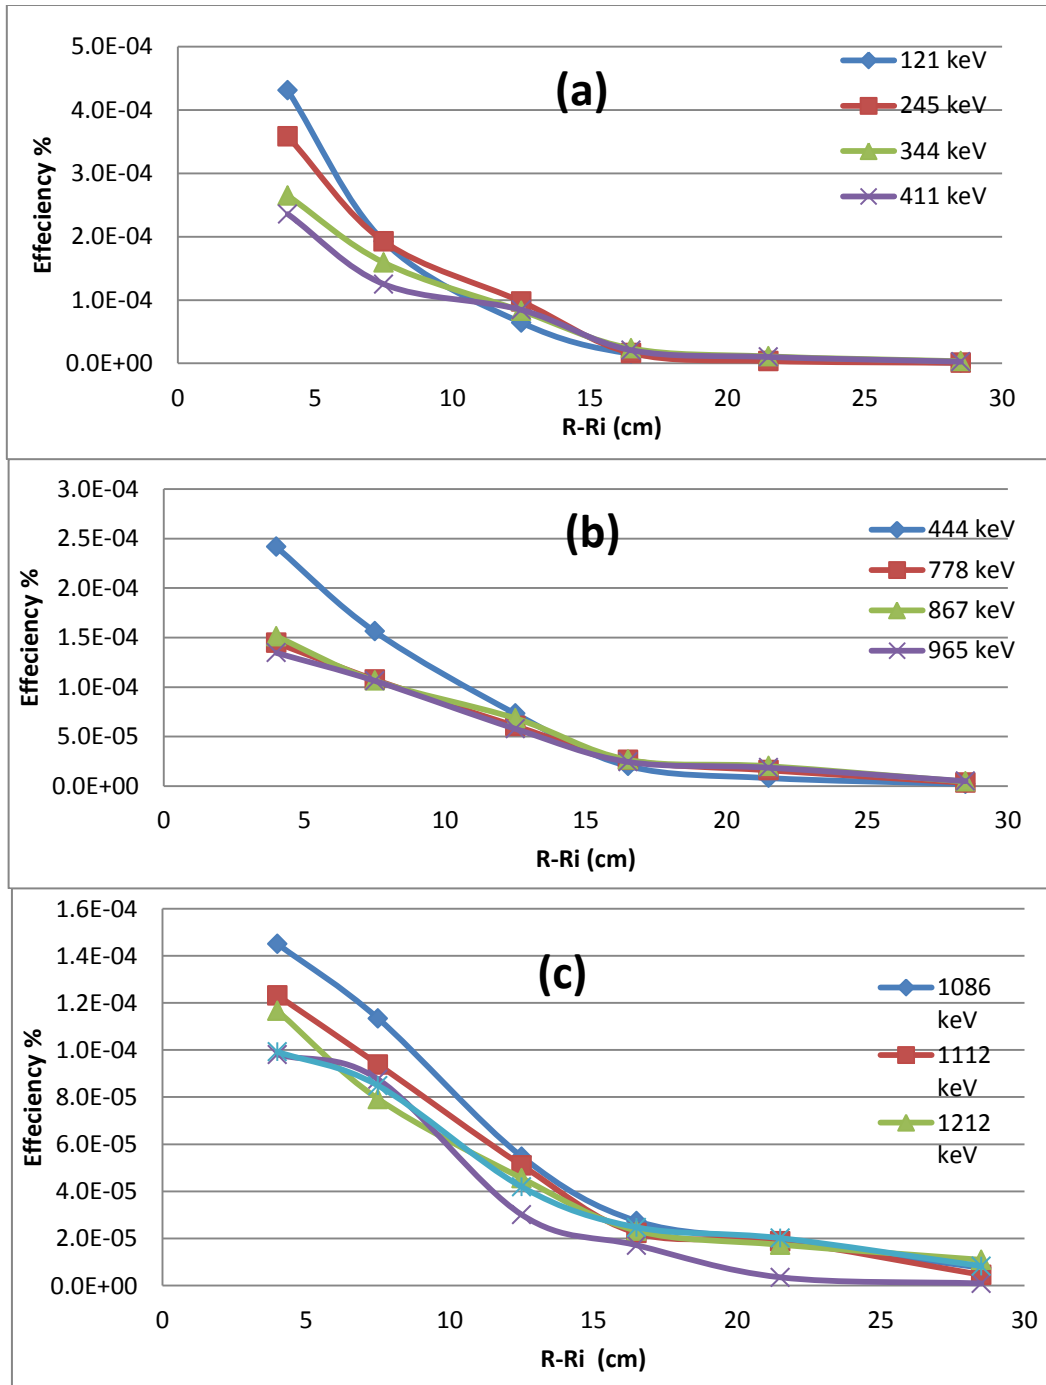 5.0E-04
4.0E-04
3.0E-04
2.0E-04
1.0E-04
0.0E+00
Effeciency %
(a)
121 keV
245 keV
344 keV
411 keV
0 5 10 15 20 25 30
R-Ri (cm)
3.0E-04
2.5E-04
2.0E-04
1.5E-04
1.0E-04
5.0E-05
0.0E+00
Effeciency %
(b)
444 keV
778 keV
867 keV
965 keV
0 5 10 15 20 25 30
R-Ri (cm)
1.6E-04
1.4E-04
1.2E-04
1.0E-04
8.0E-05
6.0E-05
4.0E-05
2.0E-05
0.0E+00
Effeciency %
(c)
1086
keV
1112
keV
1212
keV
0 5 10 15 20 25 30
R-Ri (cm)